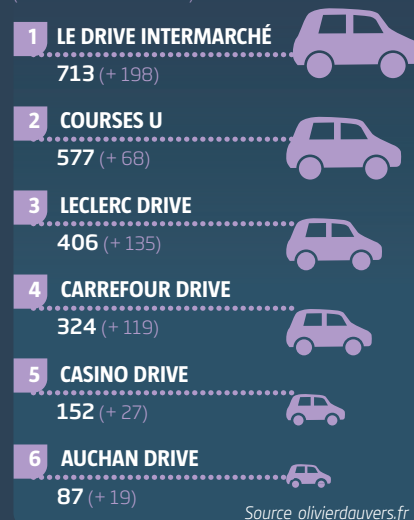 1 LE DRIVE INTERMARCHÉ
713 (+ 198)
2 COURSES U
577 (+ 68)
3 LECLERC DRIVE
406 (+ 135)
4 CARREFOUR DRIVE
324 (+ 119)
5 CASINO DRIVE
152 (+ 27)
6 AUCHAN DRIVE
87 (+ 19)
Source olivierdauvers.fr